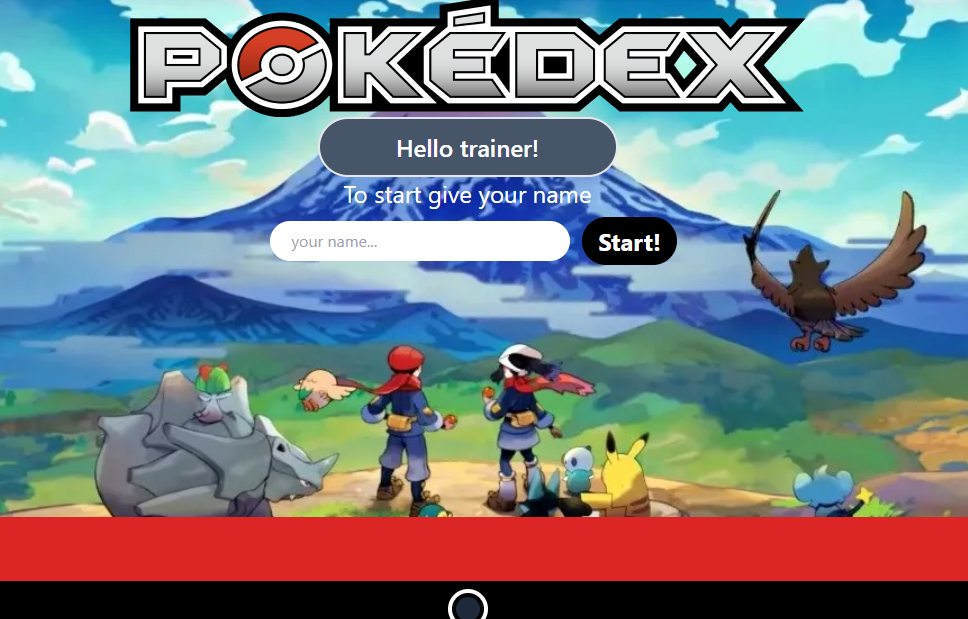 POKÉDEX
Hello trainer!
To start give your name
your name...
Start!